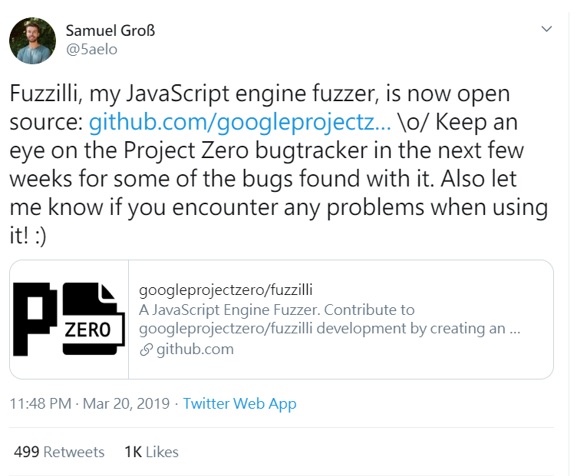 Samuel Groß
@5aelo
Fuzzilli, my JavaScript engine fuzzer, is now open
source: github.com/googleprojectz... \o/ Keep an
eye on the Project Zero bugtracker in the next few
weeks for some of the bugs found with it. Also let
me know if you encounter any problems when using
it! :)
P ZERO
googleprojectzero/fuzzilli
A JavaScript Engine Fuzzer. Contribute to
googleprojectzero/fuzzilli development by creating an ...
github.com
11:48 PM · Mar 20, 2019 · Twitter Web App
499 Retweets 1K Likes